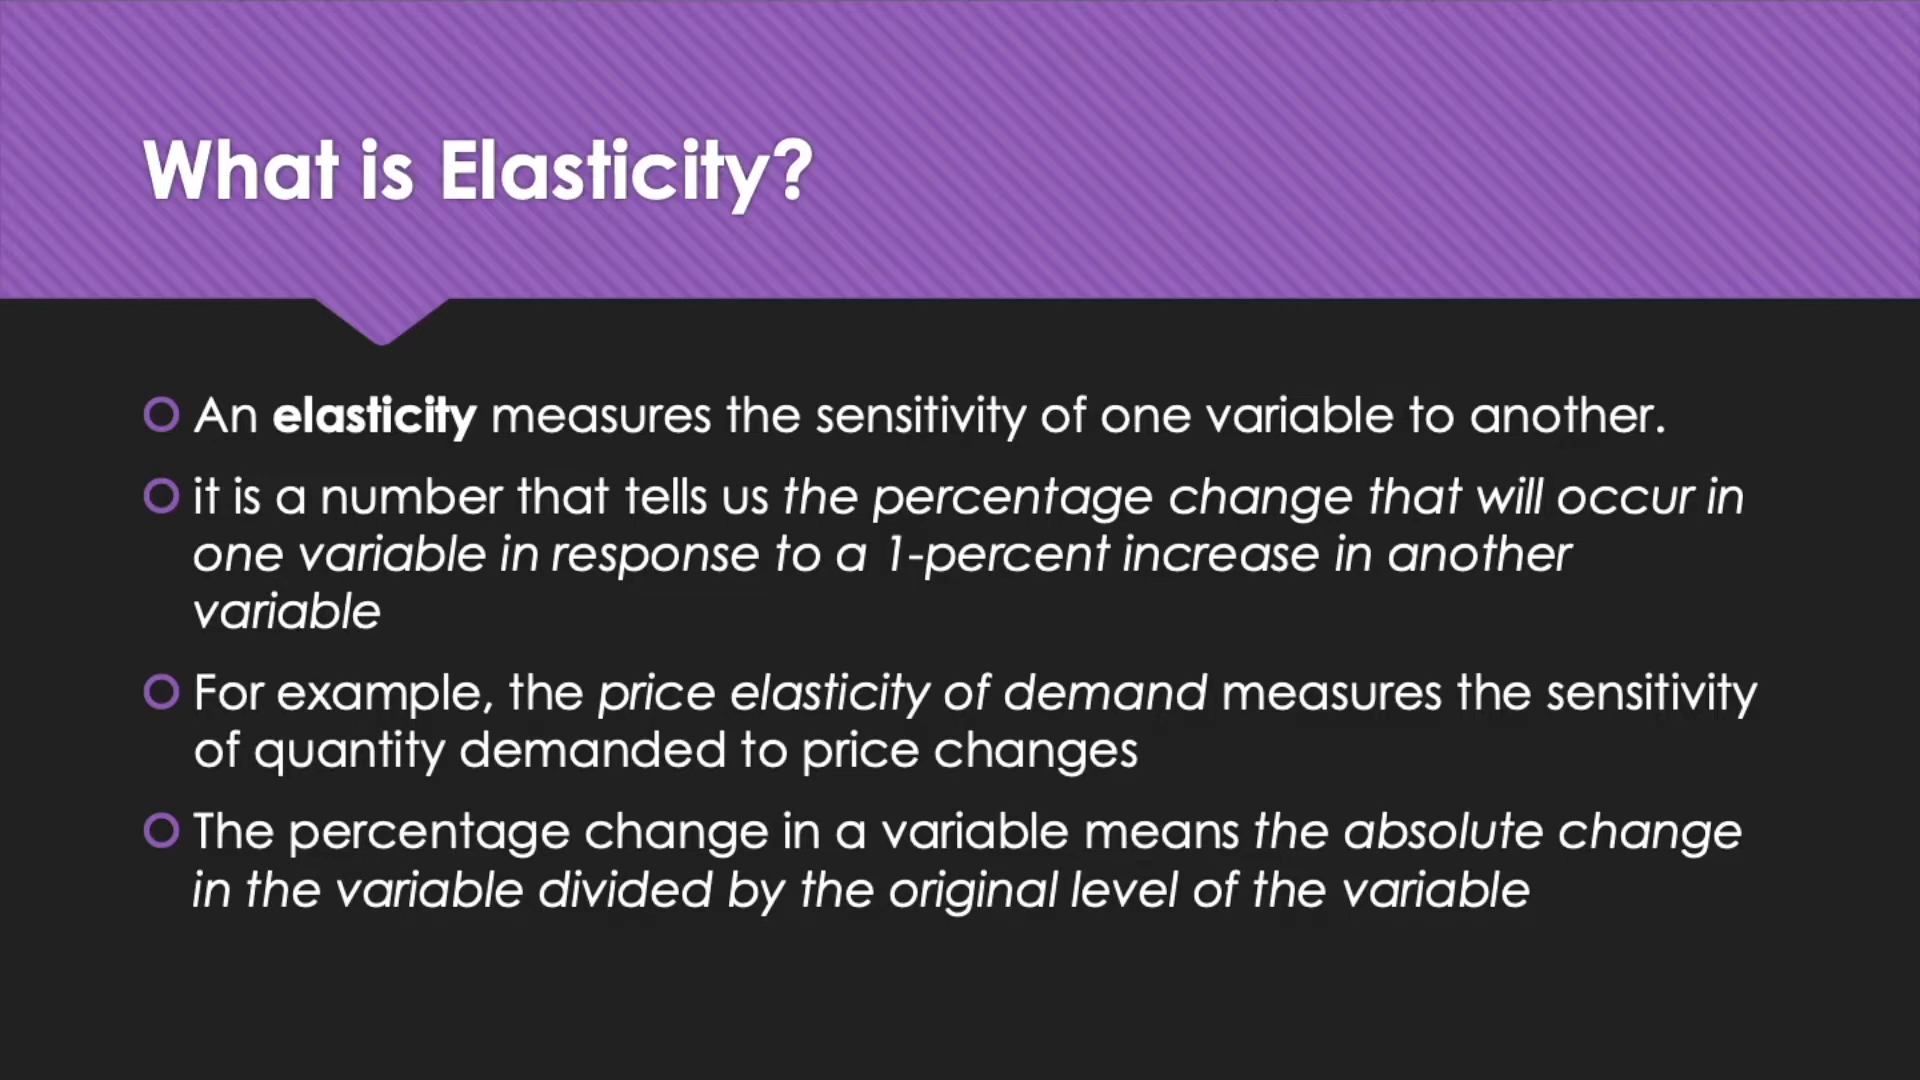 What is Elasticity?
An elasticity measures the sensitivity of one variable to another.
it is a number that tells us the percentage change that will occur in
one variable in response to a 1-percent increase in another
variable
For example, the price elasticity of demand measures the sensitivity
of quantity demanded to price changes
The percentage change in a variable means the absolute change
in the variable divided by the original level of the variable